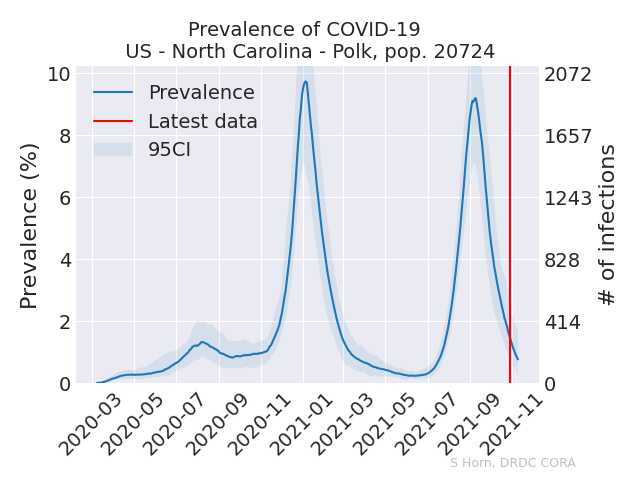 Prevalence of COVID-19
US - North Carolina - Polk, pop. 20724
Prevalence
Latest data
95CI
Prevalence (%)
10
8
6
4
2
0
2072
1657
1243
828
414
0
# of infections
2020-03
2020-05
2020-07
2020-09
2020-11
2021-01
2021-03
2021-05
2021-07
2021-09
2021-11
S Horn, DRDC CORA